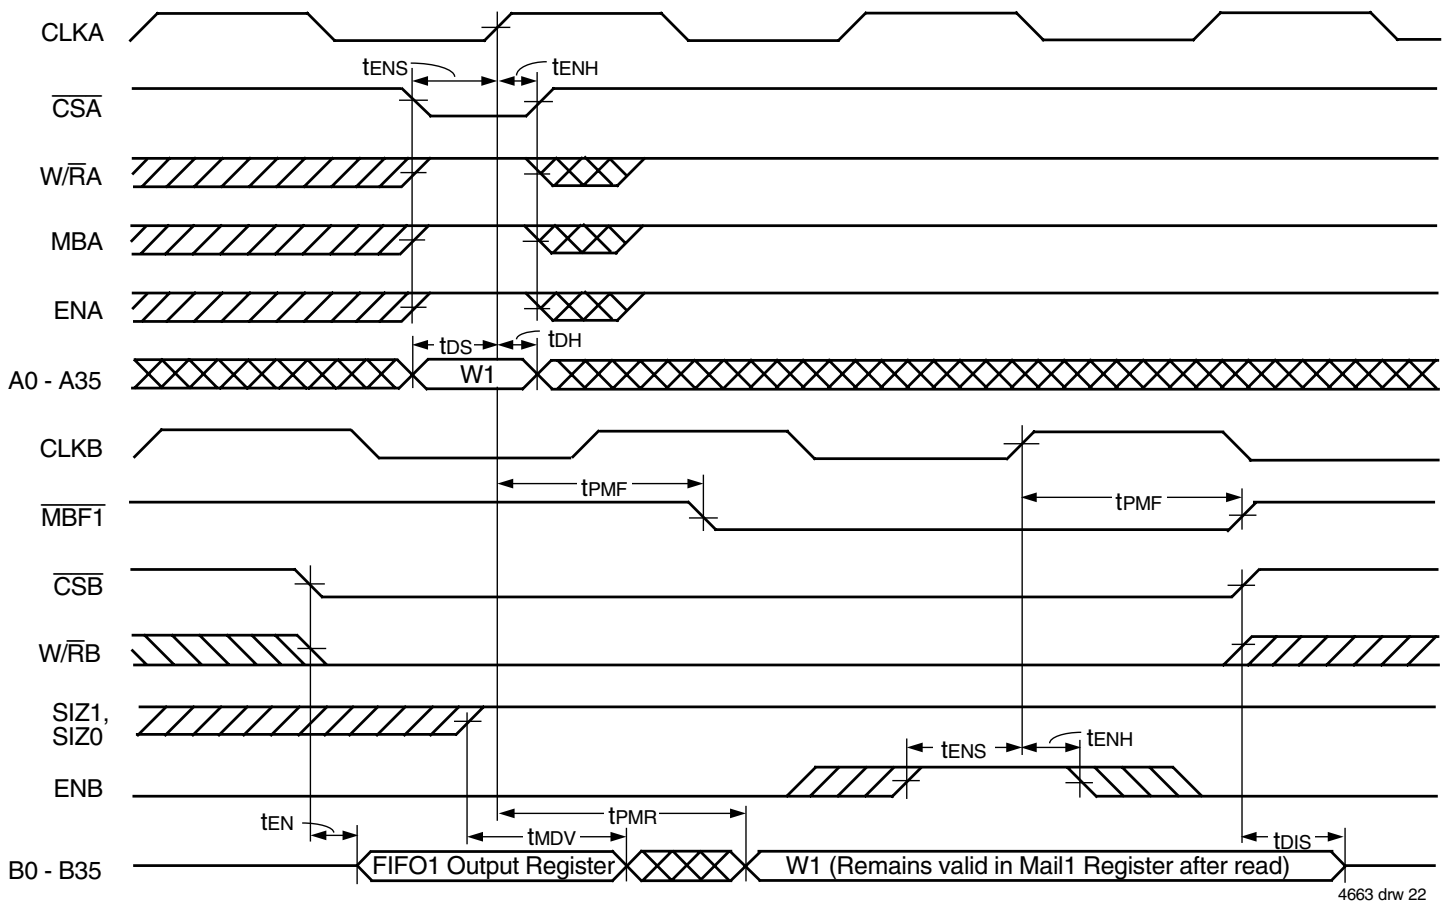 CLKA
tENS tENH
CSA
W/RA
MBA
ENA
tDS tDH
A0 - A35 W1
CLKB
tPMF tPMF
MBF1
CSB
W/RB
SIZ1,
SIZ0
tENS tENH
ENB
tEN tPMR
tMDV tDIS
B0 - B35 FIFO1 Output Register W1 (Remains valid in Mail1 Register after read)
4663 drw 22